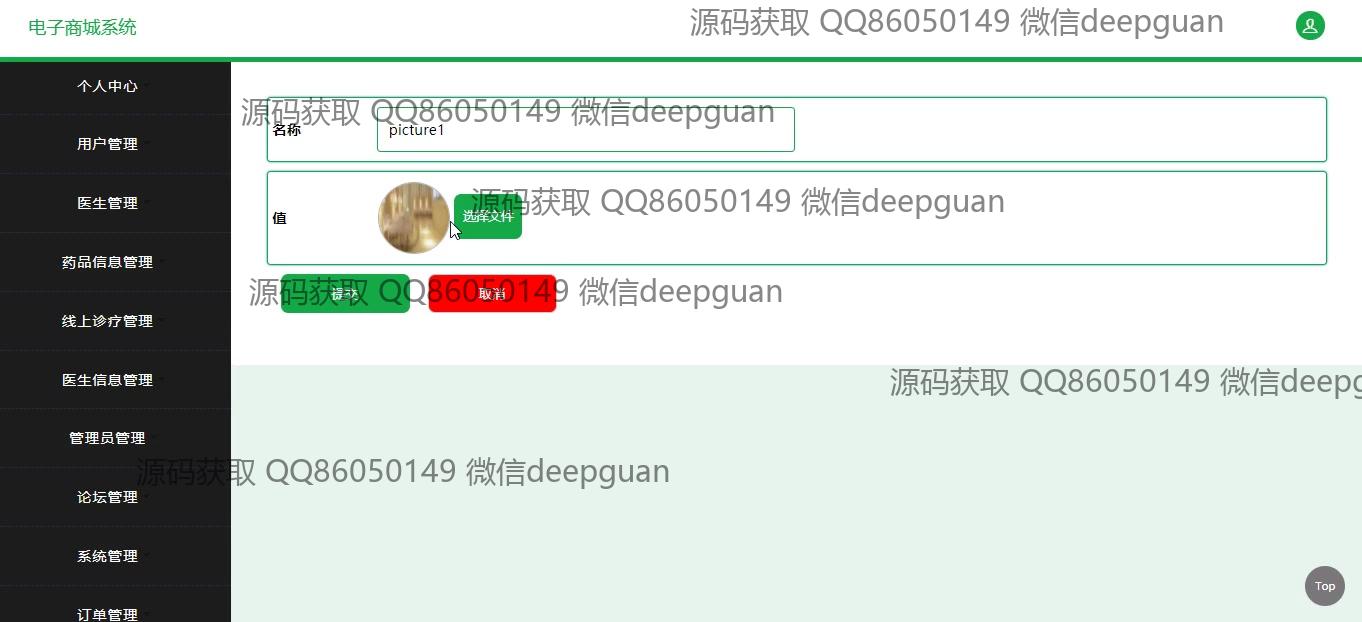 电子商城系统
源码获取 QQ86050149 微信deepguan
个人中心
源码获取 QQ86050149 微信deepguan
名称
picture1
用户管理
医生管理
源码获取 QQ86050149 微信deepguan
值
选择文件
药品信息管理
源码获取 QQ86050149 微信deepguan
提交
取消
线上诊疗管理
医生信息管理
源码获取 QQ86050149 微信deepg
管理员管理
源码获取 QQ86050149 微信deepguan
论坛管理
系统管理
Top
订单管理